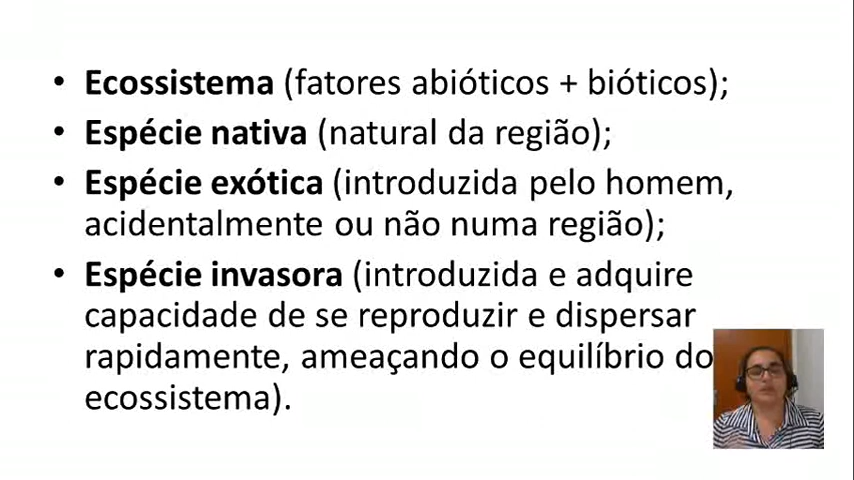 • Ecossistema (fatores abióticos + bióticos);
• Espécie nativa (natural da região);
• Espécie exótica (introduzida pelo homem,
acidentalmente ou não numa região);
• Espécie invasora (introduzida e adquire
capacidade de se reproduzir e dispersar
rapidamente, ameaçando o equilíbrio do
ecossistema).